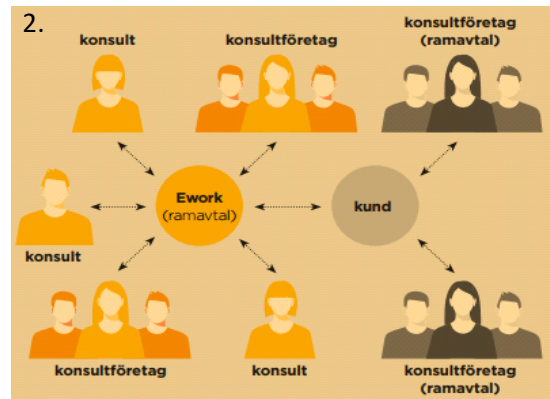 2.
konsult
konsultföretag
konsultföretag
(ramavtal)
Ework
(ramavtal)
kund
konsult
konsultföretag
konsult
konsultföretag
(ramavtal)